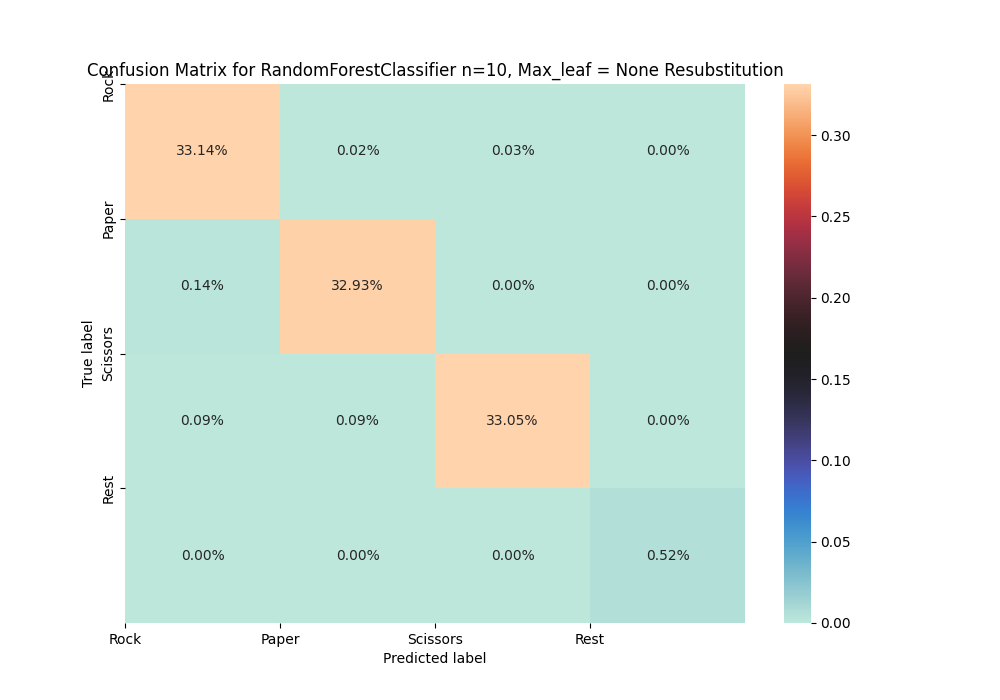 Confusion Matrix for RandomForestClassifier n=10, Max_leaf = None Resubstitution
Rock
33.14%
0.02%
0.03%
0.00%
Paper
0.14%
32.93%
0.00%
0.00%
True label
Scissors
0.09%
0.09%
33.05%
0.00%
Rest
0.00%
0.00%
0.00%
0.52%
Rock
Paper
Scissors
Rest
Predicted label
0.30
0.25
0.20
0.15
0.10
0.05
0.00